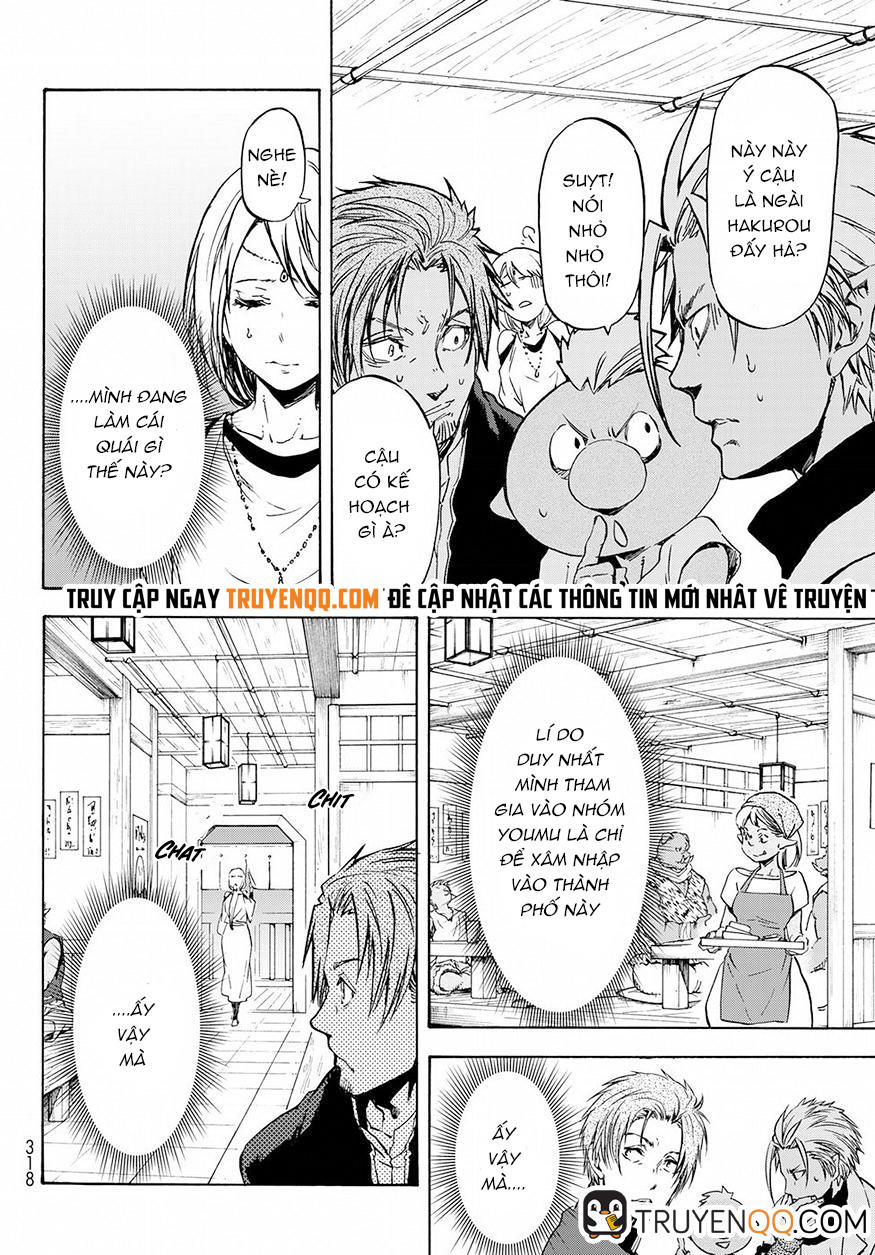 NÀY NÀY
Ý CẬU
LÀ NGÀI
HAKUROU
ĐẤY HẢ?
SUYT!
NÓI
NHỎ
NHỎ
THÔI!
CẬU
CÓ KẾ
HOẠCH
GÌ À?
NGHE
NÈ!
....MÌNH ĐANG
LÀM CÁI
QUÁI GÌ
THẾ NÀY?
TRUY CẬP NGAY TRUYENQQ.COM ĐỂ CẬP NHẬT CÁC THÔNG TIN MỚI NHẤT VỀ TRUYỆN
LÍ DO
DUY NHẤT
MÌNH THAM
GIA VÀO NHÓM
YOUMU LÀ CHỈ
ĐỂ XÂM NHẬP
VÀO THÀNH
PHỐ NÀY
CHIT
CHAT
....ẤY
VẬY
MÀ
ẤY
VẬY
MÀ....
318
TRUYENQQ.COM